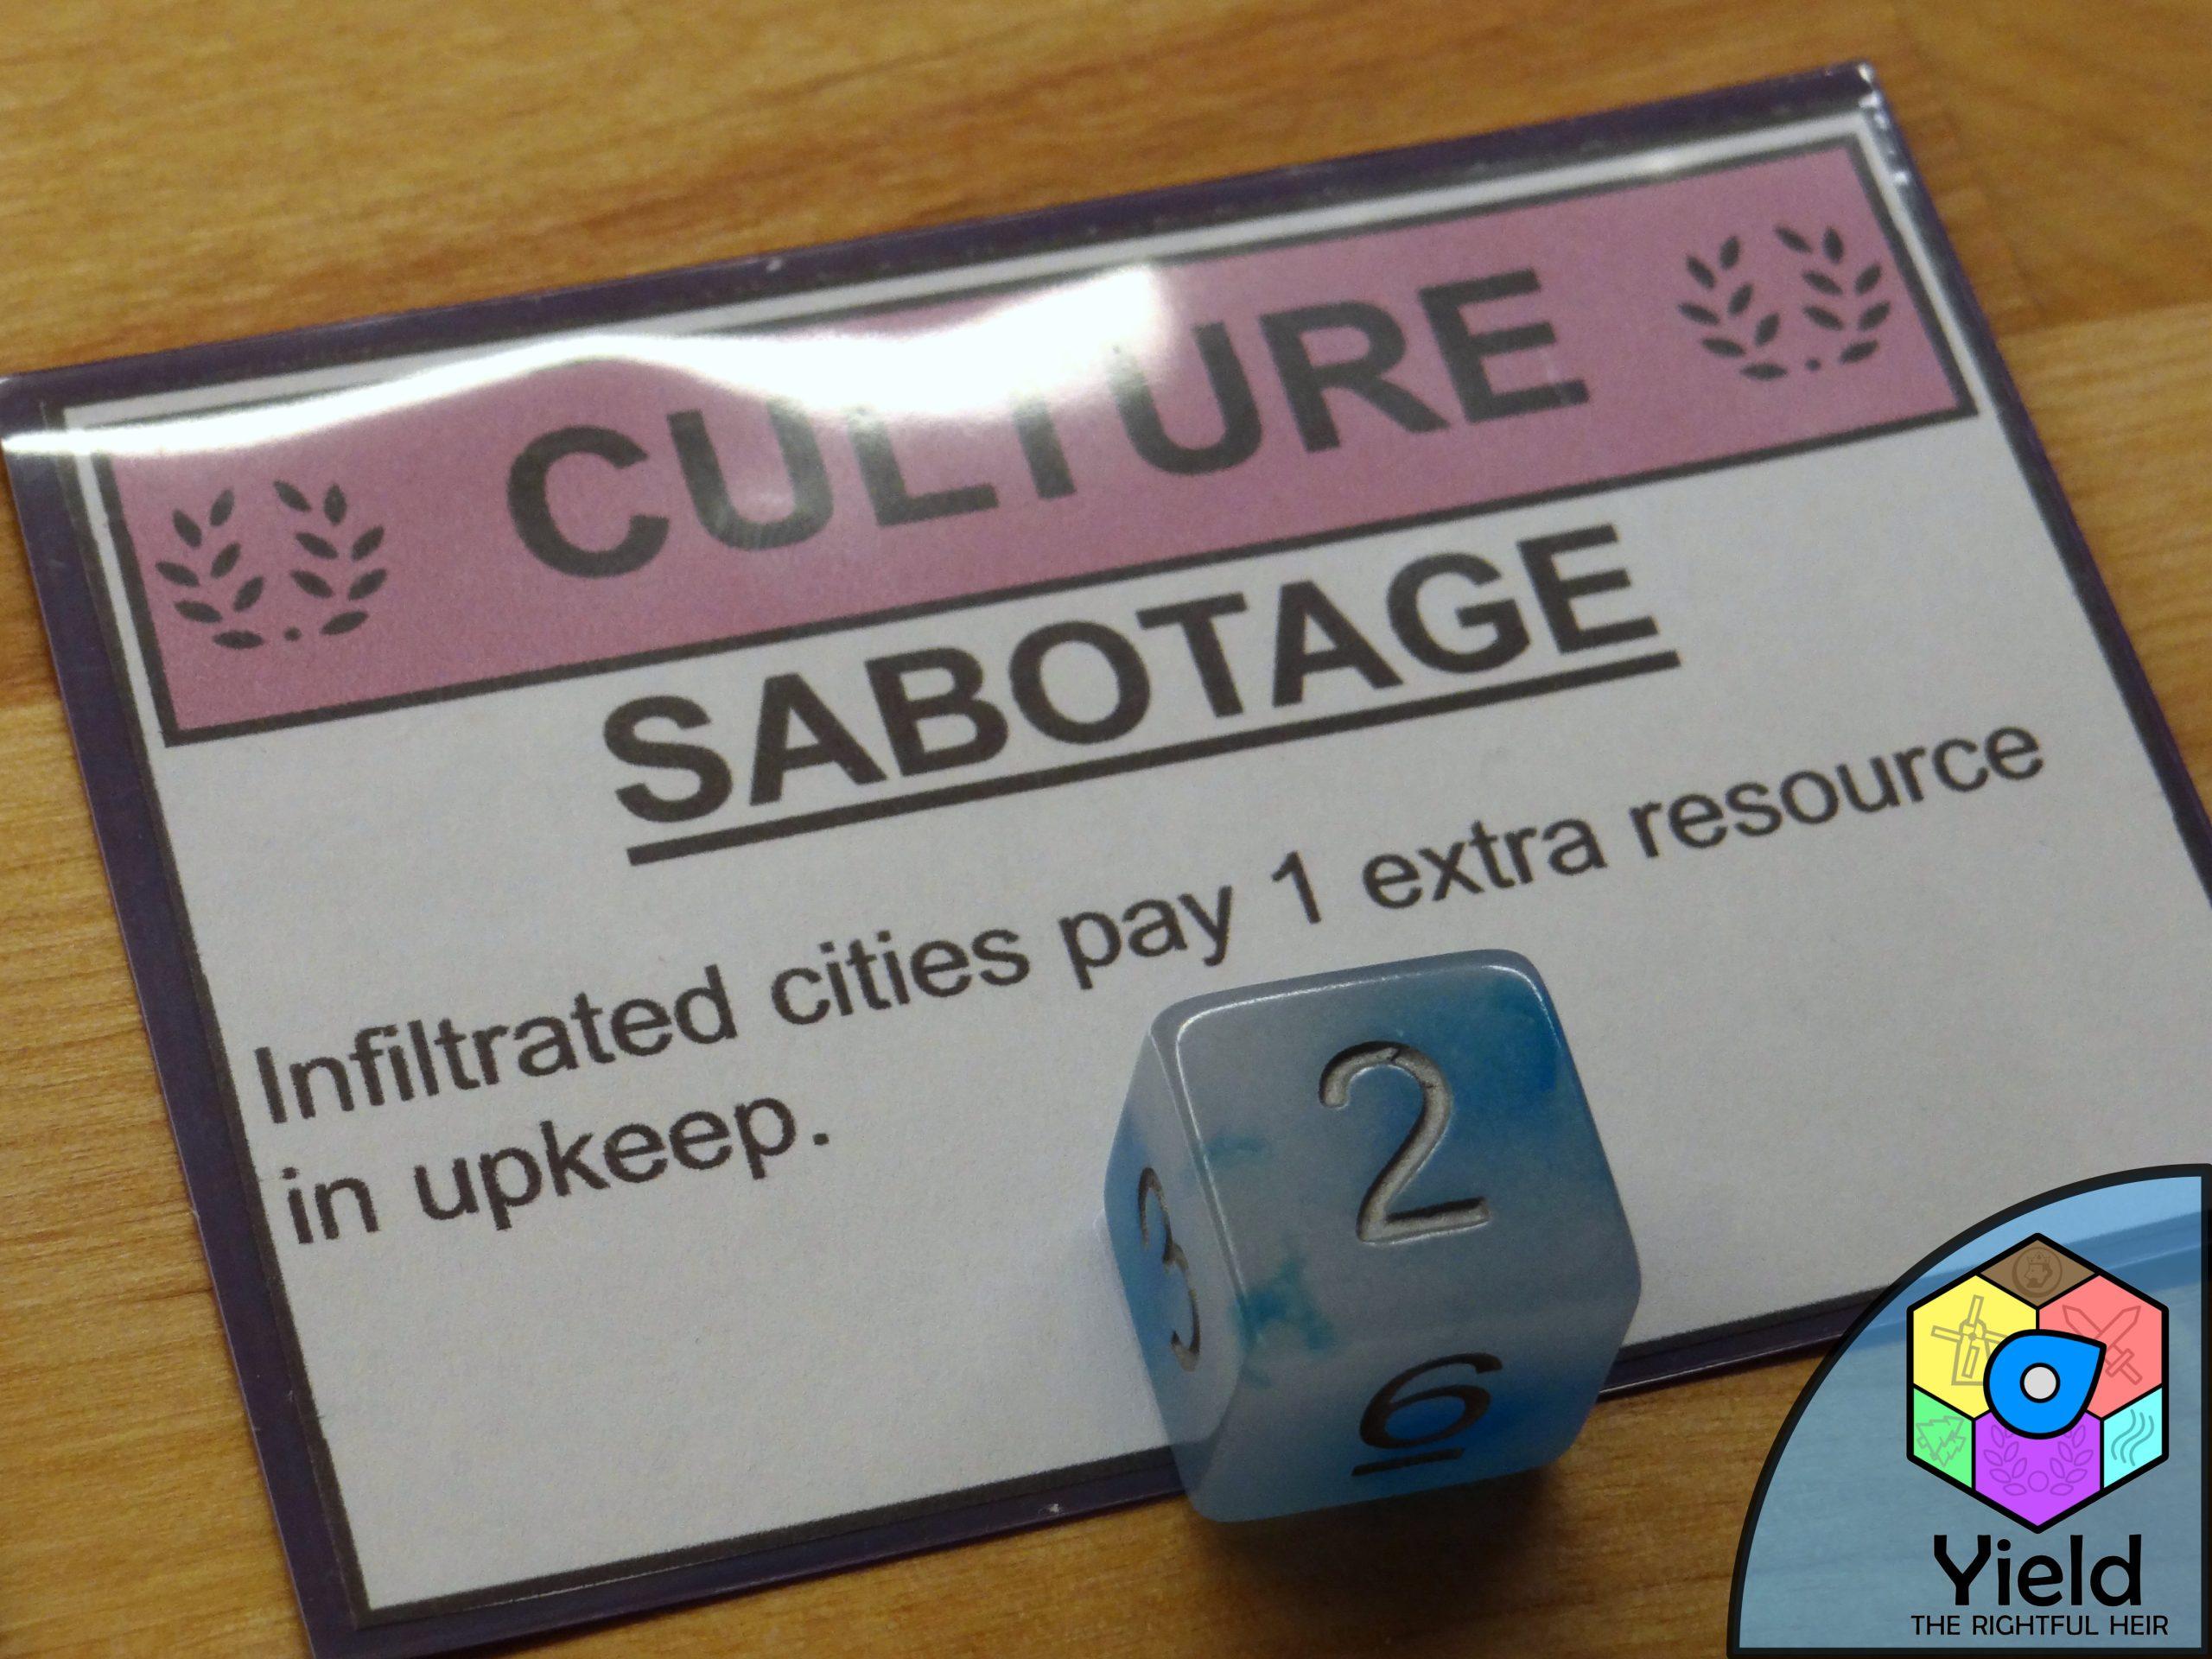 CULTURE
SABOTAGE
Infiltrated cities pay 1 extra resource
in upkeep.
2
3
6
Yield
THE RIGHTFUL HEIR